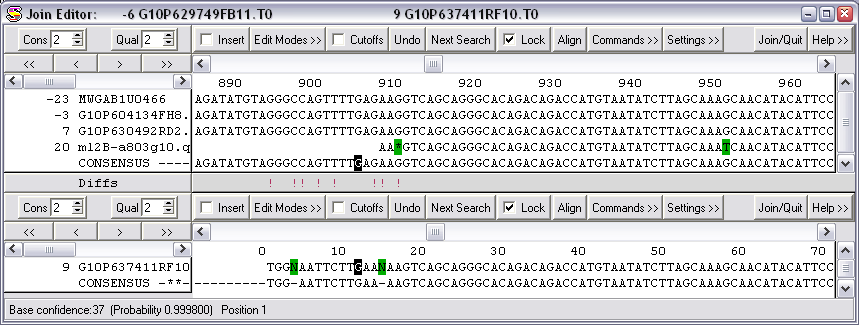 Join Editor: -6 G10P629749FB11.T0 9 G10P637411RF10.T0
Cons 2 Qual 2 Insert Edit Modes >> Cutoffs Undo Next Search Lock Align Commands >> Settings >> Join/Quit Help >>
<< < > >>
890 900 910 920 930 940 950 960
-23 MWGAB1U0466 AGATATGTAGGGCCAGTTTTGAGAAGGTCAGCAGGGCACAGACAGACCATGTAATATCTTAGCAAAGCAACATACATTCC
-3 G10P604134FH8. AGATATGTAGGGCCAGTTTTGAGAAGGTCAGCAGGGCACAGACAGACCATGTAATATCTTAGCAAAGCAACATACATTCC
7 G10P630492RD2. AGATATGTAGGGCCAGTTTTGAGAAGGTCAGCAGGGCACAGACAGACCATGTAATATCTTAGCAAAGCAACATACATTCC
20 ml2B-a803g10.q AA*GTCAGCAGGGCACAGACAGACCATGTAATATCTTAGCAAATCAACATACATTCC
CONSENSUS ---- AGATATGTAGGGCCAGTTTTGAGAAGGTCAGCAGGGCACAGACAGACCATGTAATATCTTAGCAAAGCAACATACATTCC
Diffs ! !! ! ! !! !
Cons 2 Qual 2 Insert Edit Modes >> Cutoffs Undo Next Search Lock Align Commands >> Settings >> Join/Quit Help >>
<< < > >>
0 10 20 30 40 50 60 70
9 G10P637411RF10 TGGNAATTCTTGAANAAGTCAGCAGGGCACAGACAGACCATGTAATATCTTAGCAAAGCAACATACATTCC
CONSENSUS -**- ---------TGG-AATTCTTGAA-AAGTCAGCAGGGCACAGACAGACCATGTAATATCTTAGCAAAGCAACATACATTCC
Base confidence:37 (Probability 0.999800) Position 1